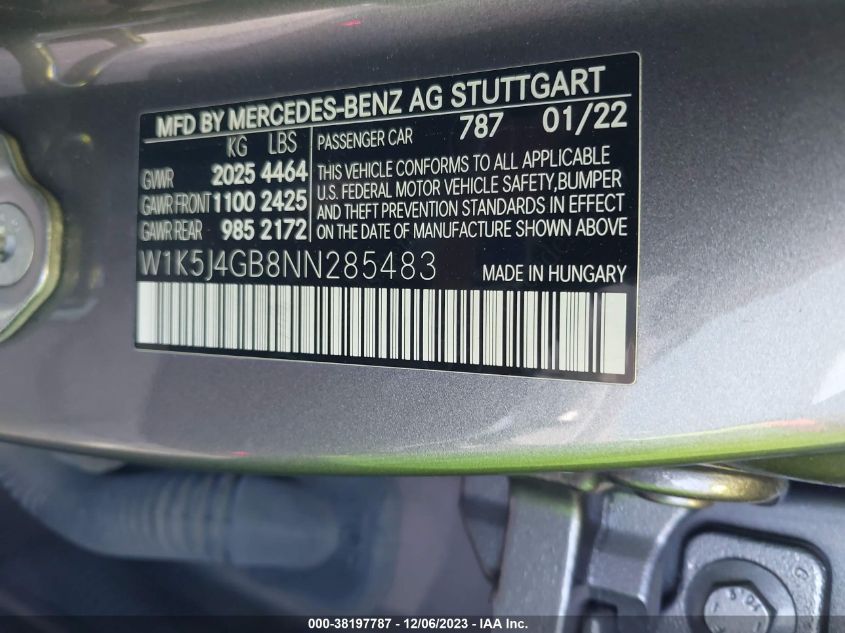 MFD BY MERCEDES-BENZ AG STUTTGART
KG LBS PASSENGER CAR 787 01/22
GVWR 2025 4464
GAWR FRONT 1100 2425
GAWR REAR 985 2172
THIS VEHICLE CONFORMS TO ALL APPLICABLE
U.S. FEDERAL MOTOR VEHICLE SAFETY,BUMPER
AND THEFT PREVENTION STANDARDS IN EFFECT
ON THE DATE OF MANUFACTURE SHOWN ABOVE
W1K5J4GB8NN285483 MADE IN HUNGARY
000-38197787 - 12/06/2023 - IAAI Inc.